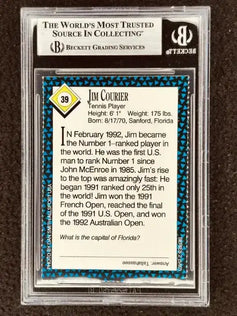 THE WORLD'S MOST TRUSTED
SOURCE IN COLLECTING™
BECKETT GRADING SERVICES
BECKETT
39
JIM COURIER
Tennis Player
Height: 6' 1" Weight: 175 lbs.
Born: 8/17/70, Sanford, Florida
In February 1992, Jim became
the Number 1–ranked player in
the world. He was the first U.S.
man to rank Number 1 since
John McEnroe in 1985. Jim's rise
to the top was amazingly fast: He
began 1991 ranked only 25th in
the world! Jim won the 1991
French Open, reached the final
of the 1991 U.S. Open, and won
the 1992 Australian Open.
What is the capital of Florida?
Answer: Tallahassee